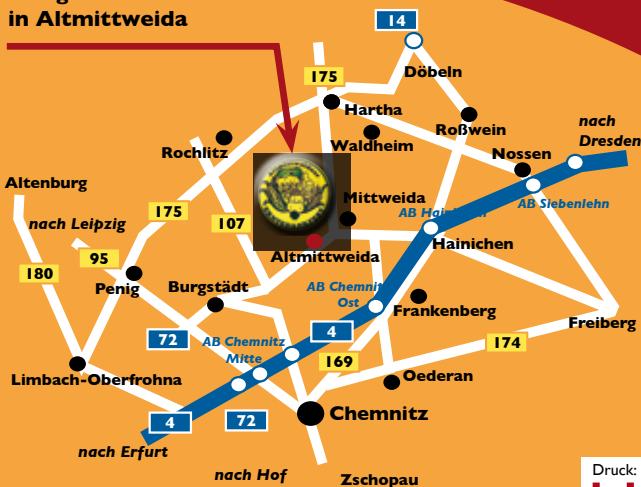 in Altmittweida
14
Döbeln
175
Hartha
Roßwein
nach
Dresden
Rochlitz
Waldheim
Nossen
Altenburg
Mittweida
AB Siebenlehn
nach Leipzig
175
107
AB Hainichen
Hainichen
95
Altmittweida
180
Penig
Burgstädt
AB Chemnitz
Ost
Frankenberg
Freiberg
72
AB Chemnitz
Mitte
4
169
174
Limbach-Oberfrohna
Oederan
4
72
Chemnitz
nach Erfurt
nach Hof
Zschopau
Druck: